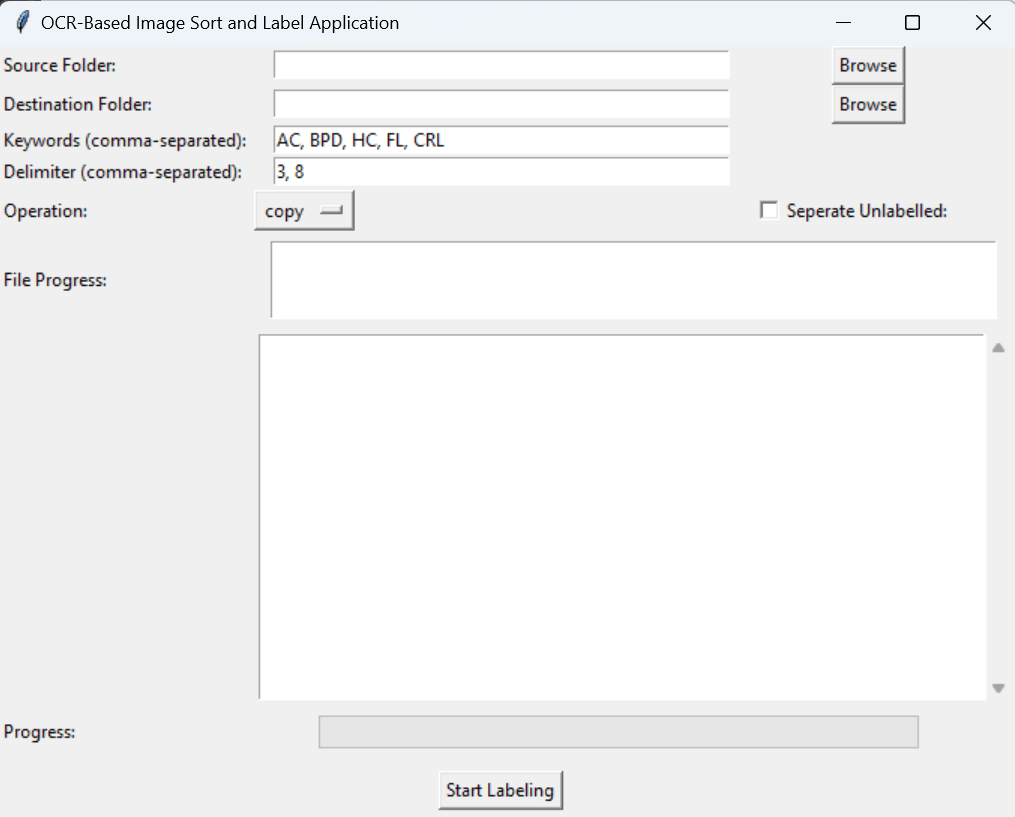 OCR-Based Image Sort and Label Application
Source Folder: Browse
Destination Folder: Browse
Keywords (comma-separated): AC, BPD, HC, FL, CRL
Delimiter (comma-separated): 3, 8
Operation: copy Seperate Unlabelled:
File Progress:
Progress:
Start Labeling